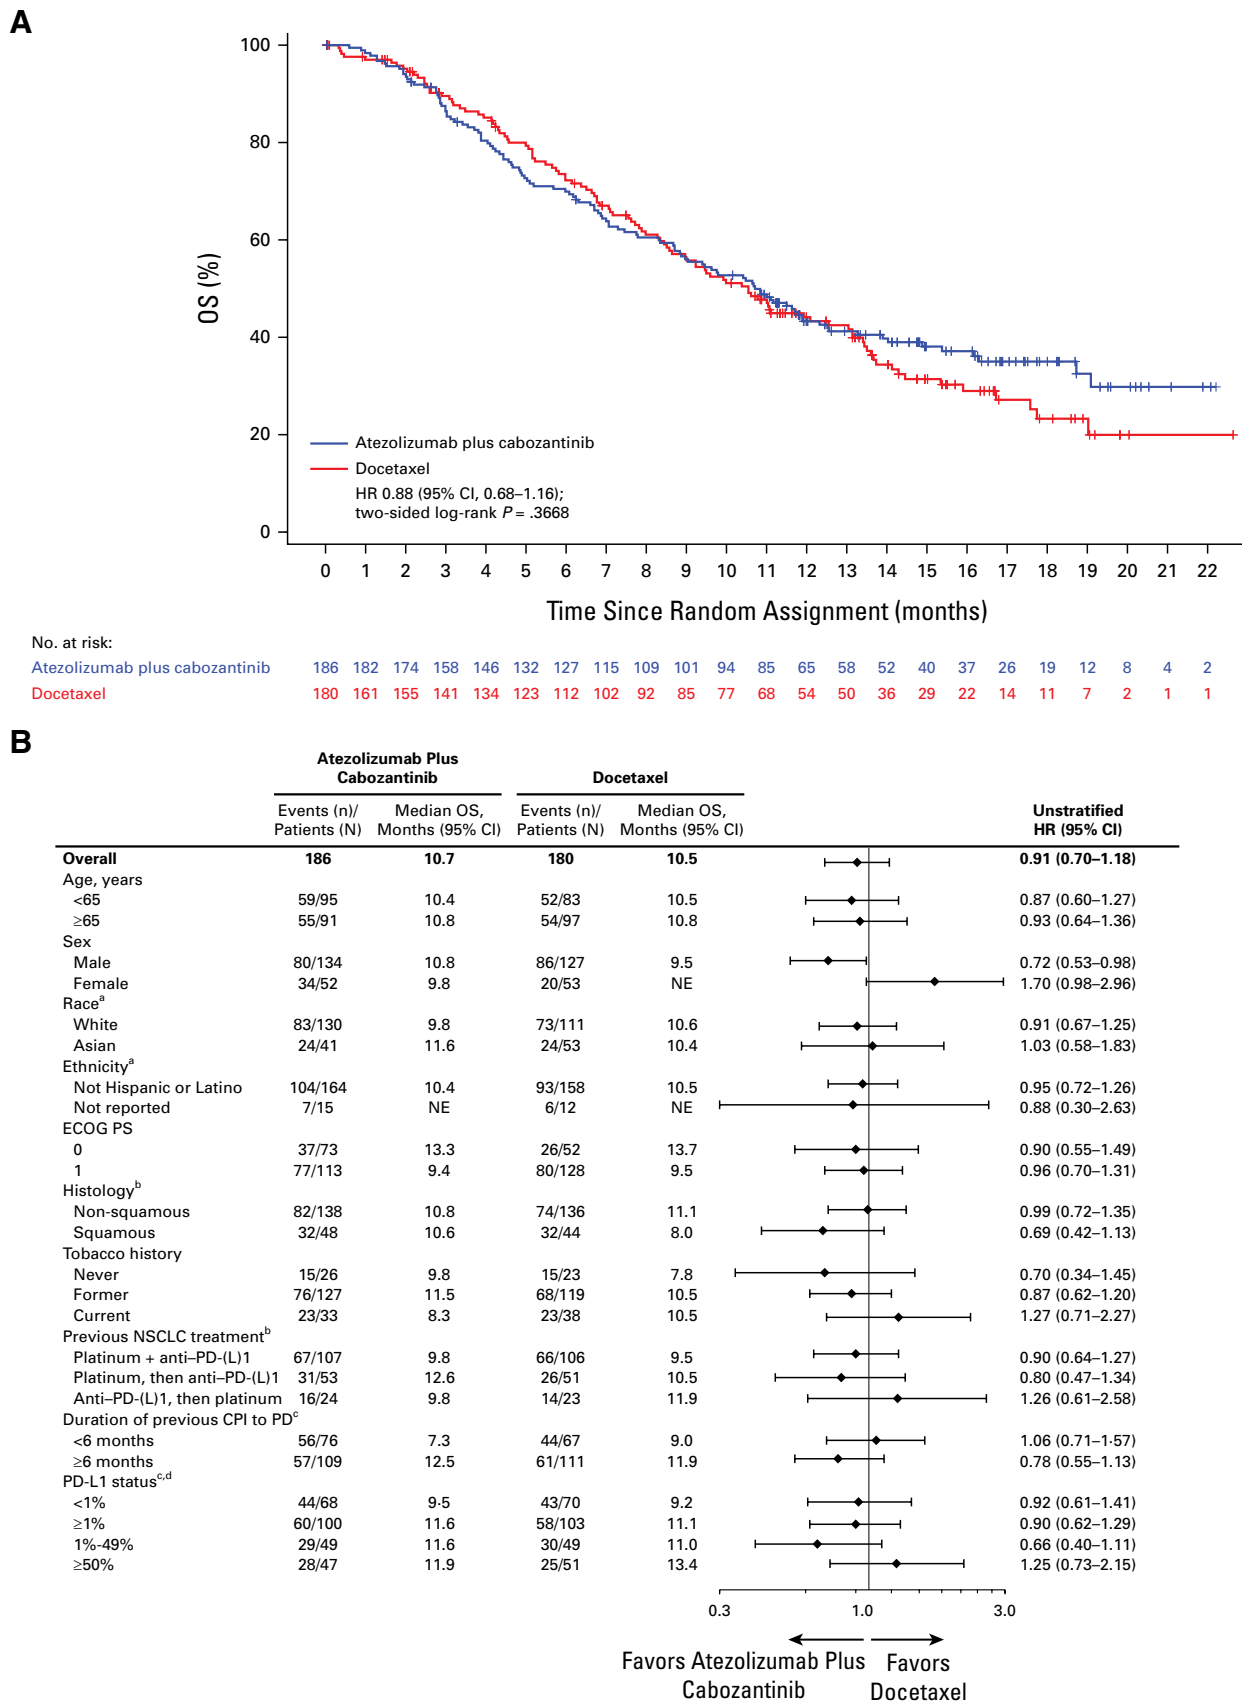 A
100
80
60
40
20
0
OS (%)
Atezolizumab plus cabozantinib
Docetaxel
HR 0.88 (95% CI, 0.68–1.16);
two-sided log-rank P = .3668
0 1 2 3 4 5 6 7 8 9 10 11 12 13 14 15 16 17 18 19 20 21 22
Time Since Random Assignment (months)
No. at risk:
Atezolizumab plus cabozantinib 186 182 174 158 146 132 127 115 109 101 94 85 65 58 52 40 37 26 19 12 8 4 2
Docetaxel 180 161 155 141 134 123 112 102 92 85 77 68 54 50 36 29 22 14 11 7 2 1 1
B
Atezolizumab Plus
Cabozantinib Docetaxel
Events (n)/ Median OS, Events (n)/ Median OS, Unstratified
Patients (N) Months (95% CI) Patients (N) Months (95% CI) HR (95% CI)
Overall 186 10.7 180 10.5 0.91 (0.70–1.18)
Age, years
<65 59/95 10.4 52/83 10.5 0.87 (0.60–1.27)
≥65 55/91 10.8 54/97 10.8 0.93 (0.64–1.36)
Sex
Male 80/134 10.8 86/127 9.5 0.72 (0.53–0.98)
Female 34/52 9.8 20/53 NE 1.70 (0.98–2.96)
Race^a
White 83/130 9.8 73/111 10.6 0.91 (0.67–1.25)
Asian 24/41 11.6 24/53 10.4 1.03 (0.58–1.83)
Ethnicity^a
Not Hispanic or Latino 104/164 10.4 93/158 10.5 0.95 (0.72–1.26)
Not reported 7/15 NE 6/12 NE 0.88 (0.30–2.63)
ECOG PS
0 37/73 13.3 26/52 13.7 0.90 (0.55–1.49)
1 77/113 9.4 80/128 9.5 0.96 (0.70–1.31)
Histology^b
Non-squamous 82/138 10.8 74/136 11.1 0.99 (0.72–1.35)
Squamous 32/48 10.6 32/44 8.0 0.69 (0.42–1.13)
Tobacco history
Never 15/26 9.8 15/23 7.8 0.70 (0.34–1.45)
Former 76/127 11.5 68/119 10.5 0.87 (0.62–1.20)
Current 23/33 8.3 23/38 10.5 1.27 (0.71–2.27)
Previous NSCLC treatment^b
Platinum + anti–PD-(L)1 67/107 9.8 66/106 9.5 0.90 (0.64–1.27)
Platinum, then anti–PD-(L)1 31/53 12.6 26/51 10.5 0.80 (0.47–1.34)
Anti–PD-(L)1, then platinum 16/24 9.8 14/23 11.9 1.26 (0.61–2.58)
Duration of previous CPI to PD^c
<6 months 56/76 7.3 44/67 9.0 1.06 (0.71–1·57)
≥6 months 57/109 12.5 61/111 11.9 0.78 (0.55–1.13)
PD-L1 status^c,d
<1% 44/68 9·5 43/70 9.2 0.92 (0.61–1.41)
≥1% 60/100 11.6 58/103 11.1 0.90 (0.62–1.29)
1%-49% 29/49 11.6 30/49 11.0 0.66 (0.40–1.11)
≥50% 28/47 11.9 25/51 13.4 1.25 (0.73–2.15)
0.3 1.0 3.0
Favors Atezolizumab Plus Favors
Cabozantinib Docetaxel